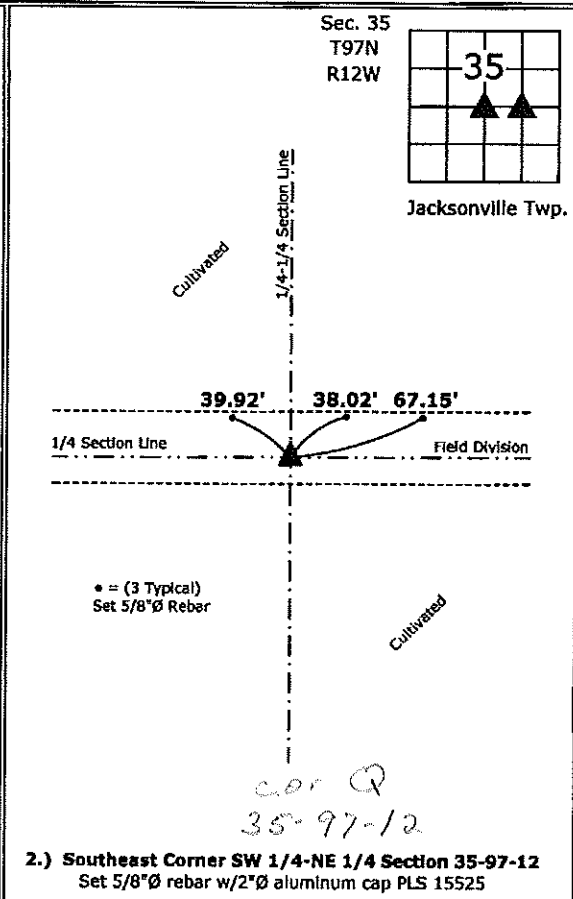 Sec. 35
T97N
R12W
35
Jacksonville Twp.
1/4-1/4 Section Line
Cultivated
39.92' 38.02' 67.15'
1/4 Section Line Field Division
• = (3 Typical)
Set 5/8"Ø Rebar
Cultivated
cor Q
35-97-12
2.) Southeast Corner SW 1/4-NE 1/4 Section 35-97-12
Set 5/8"Ø rebar w/2"Ø aluminum cap PLS 15525